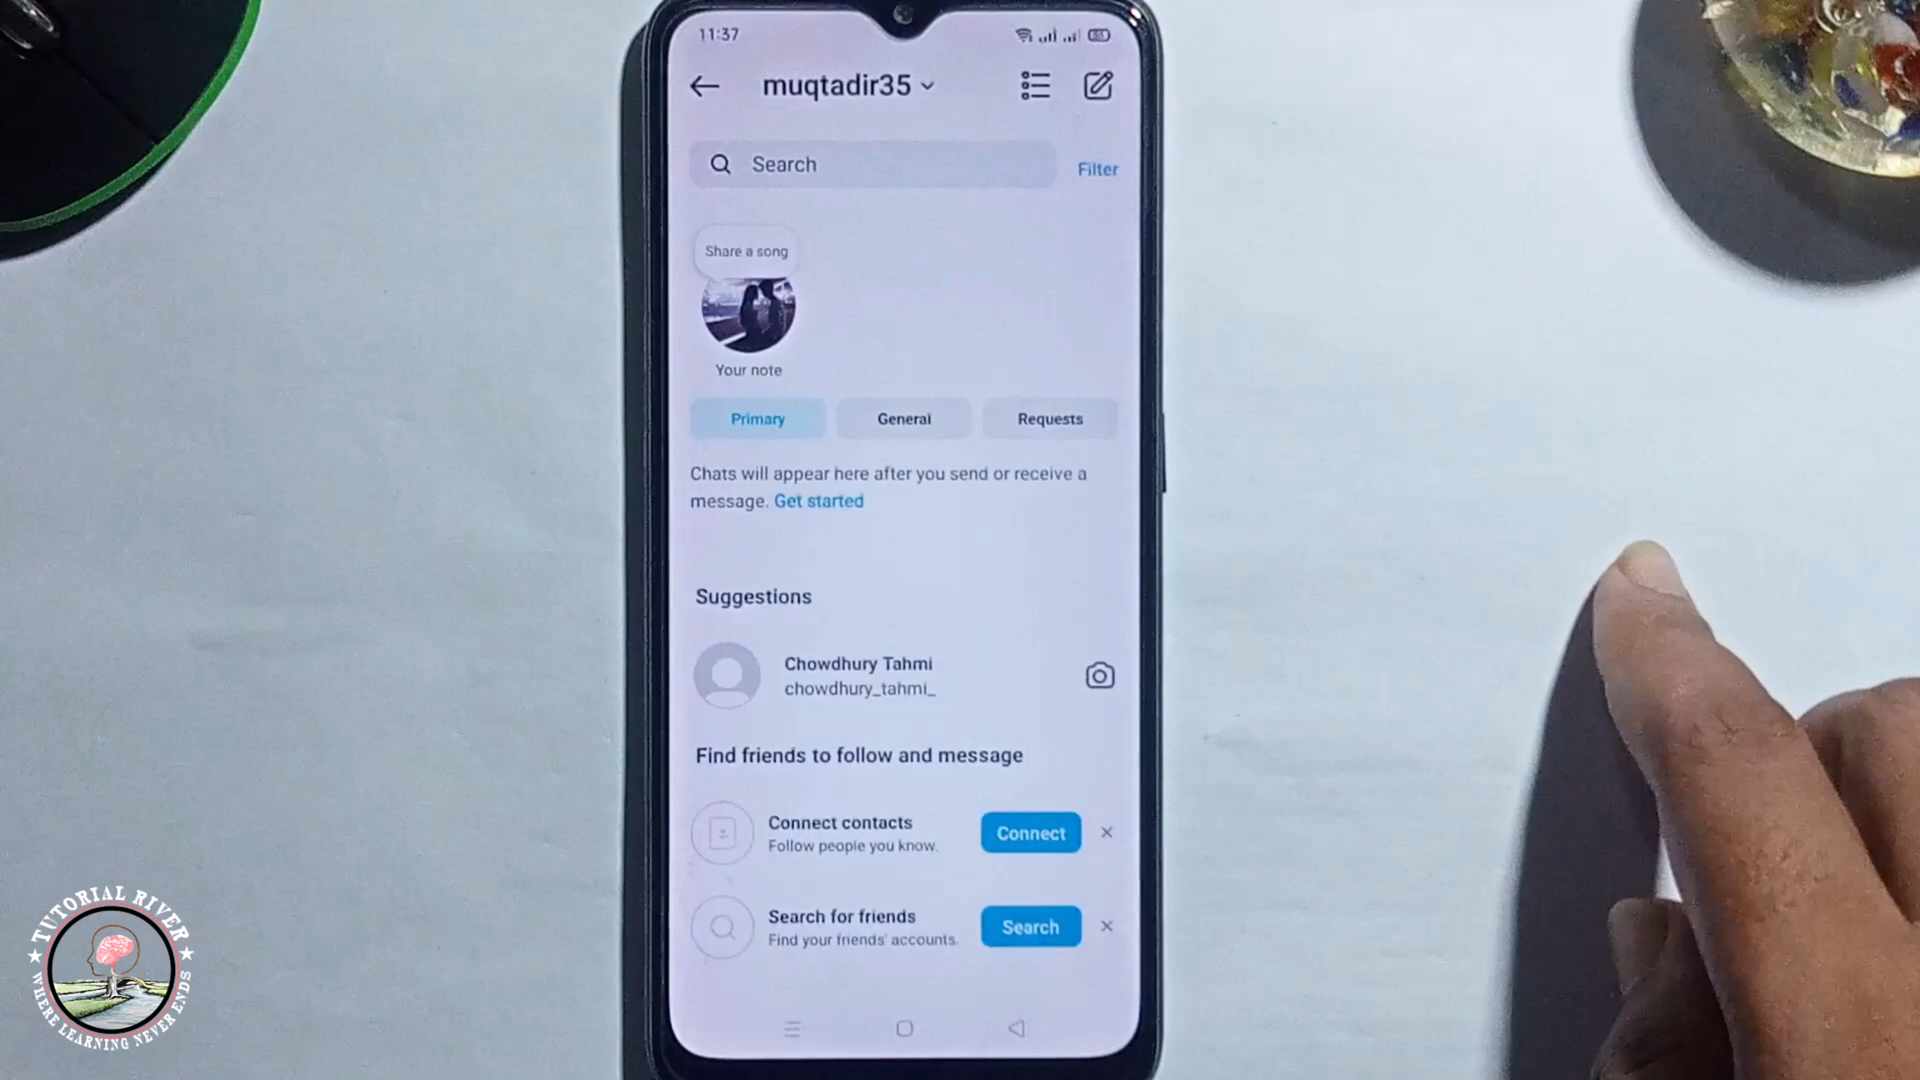 11:37
muqtadir35
Search
Filter
Share a song
Your note
Primary
General
Requests
Chats will appear here after you send or receive a
message. Get started
Suggestions
Chowdhury Tahmi
chowdhury_tahmi_
Find friends to follow and message
Connect contacts
Follow people you know.
Connect
Search for friends
Find your friends' accounts.
Search
TUTORIAL RIVER
WHERE LEARNING NEVER ENDS